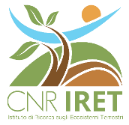 CNR IRET
Istituto di Ricerca sugli Ecosistemi Terrestri